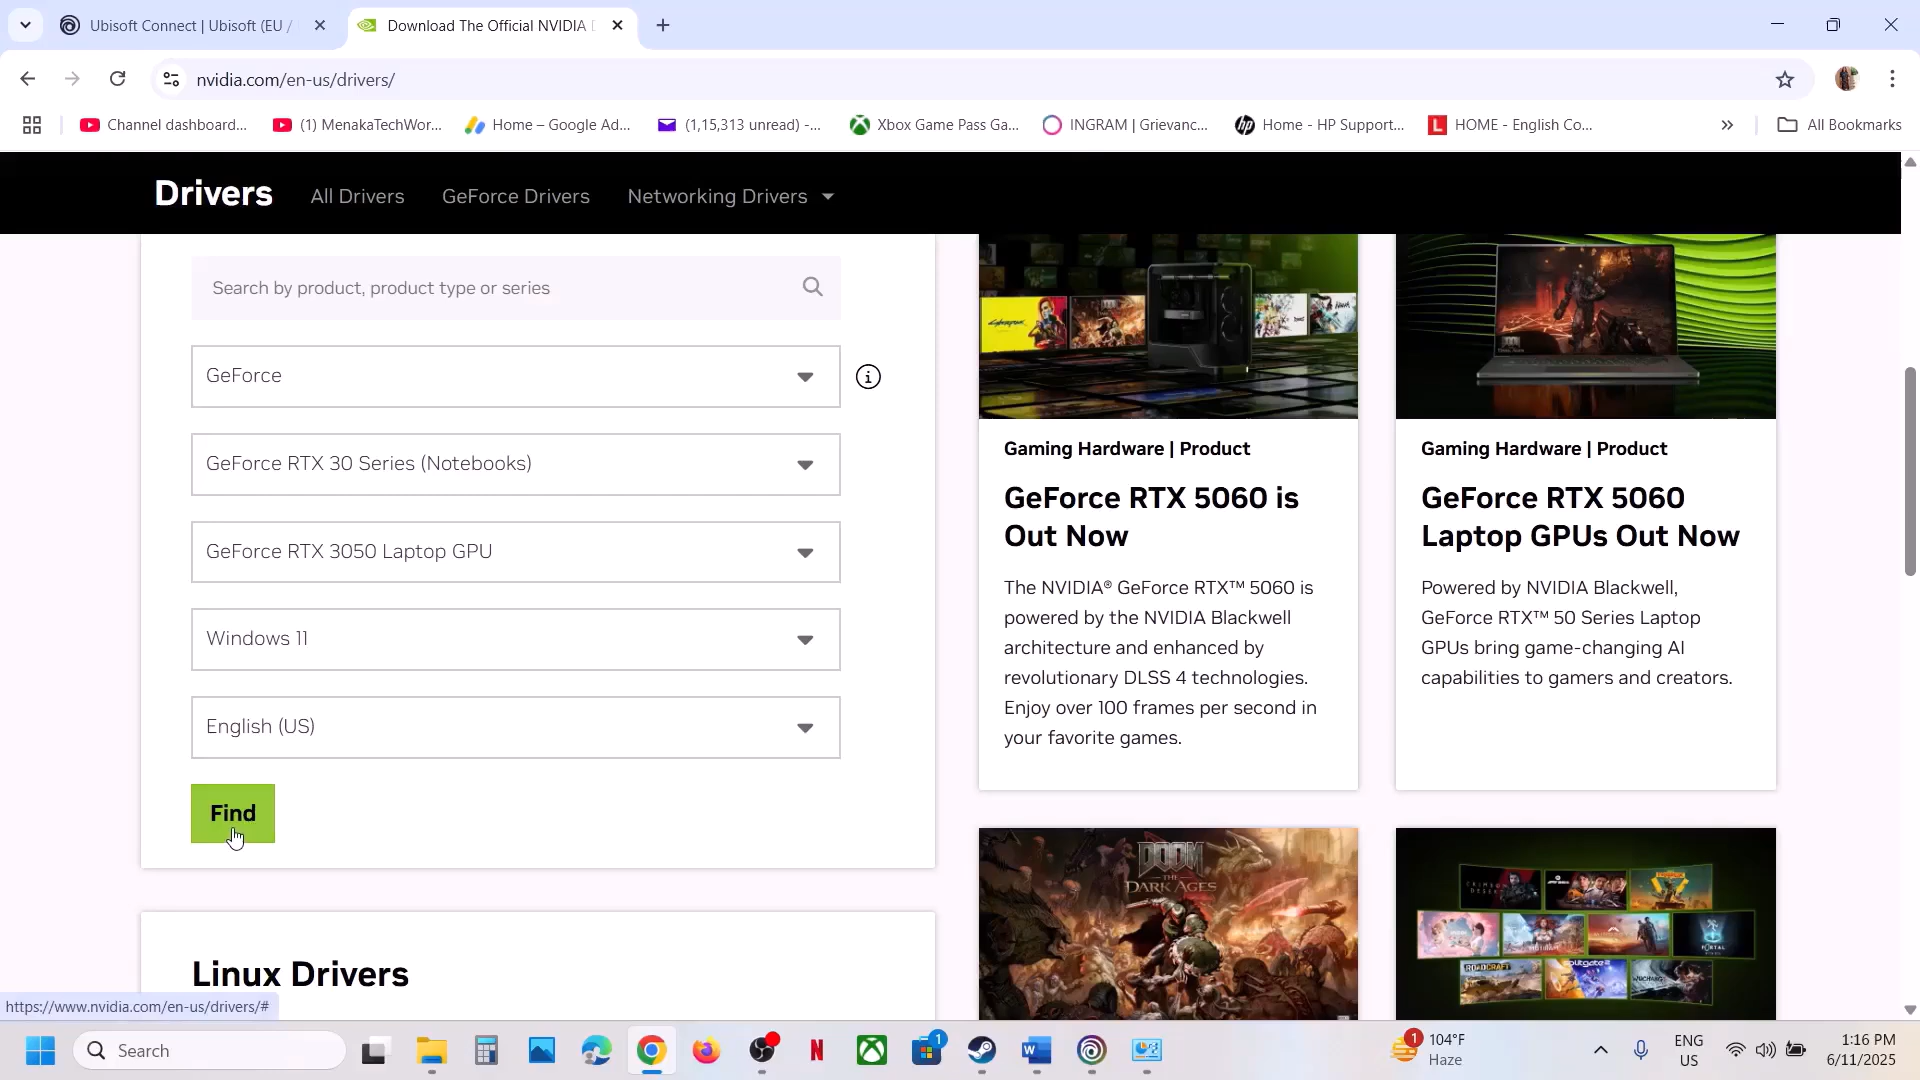 Ubisoft Connect | Ubisoft (EU /
Download The Official NVIDIA
nvidia.com/en-us/drivers/
Channel dashboard...
(1) MenakaTechWor...
Home – Google Ad...
(1,15,313 unread) -...
Xbox Game Pass Ga...
INGRAM | Grievanc...
Home - HP Support...
HOME - English Co...
All Bookmarks
Drivers
All Drivers
GeForce Drivers
Networking Drivers
Search by product, product type or series
GeForce
GeForce RTX 30 Series (Notebooks)
GeForce RTX 3050 Laptop GPU
Windows 11
English (US)
Find
Linux Drivers
Gaming Hardware | Product
GeForce RTX 5060 is
Out Now
The NVIDIA® GeForce RTX™ 5060 is
powered by the NVIDIA Blackwell
architecture and enhanced by
revolutionary DLSS 4 technologies.
Enjoy over 100 frames per second in
your favorite games.
Gaming Hardware | Product
GeForce RTX 5060
Laptop GPUs Out Now
Powered by NVIDIA Blackwell,
GeForce RTX™ 50 Series Laptop
GPUs bring game-changing AI
capabilities to gamers and creators.
DOOM
THE
DARK AGES
https://www.nvidia.com/en-us/drivers/#
Search
1
1
104°F
Haze
ENG
US
1:16 PM
6/11/2025